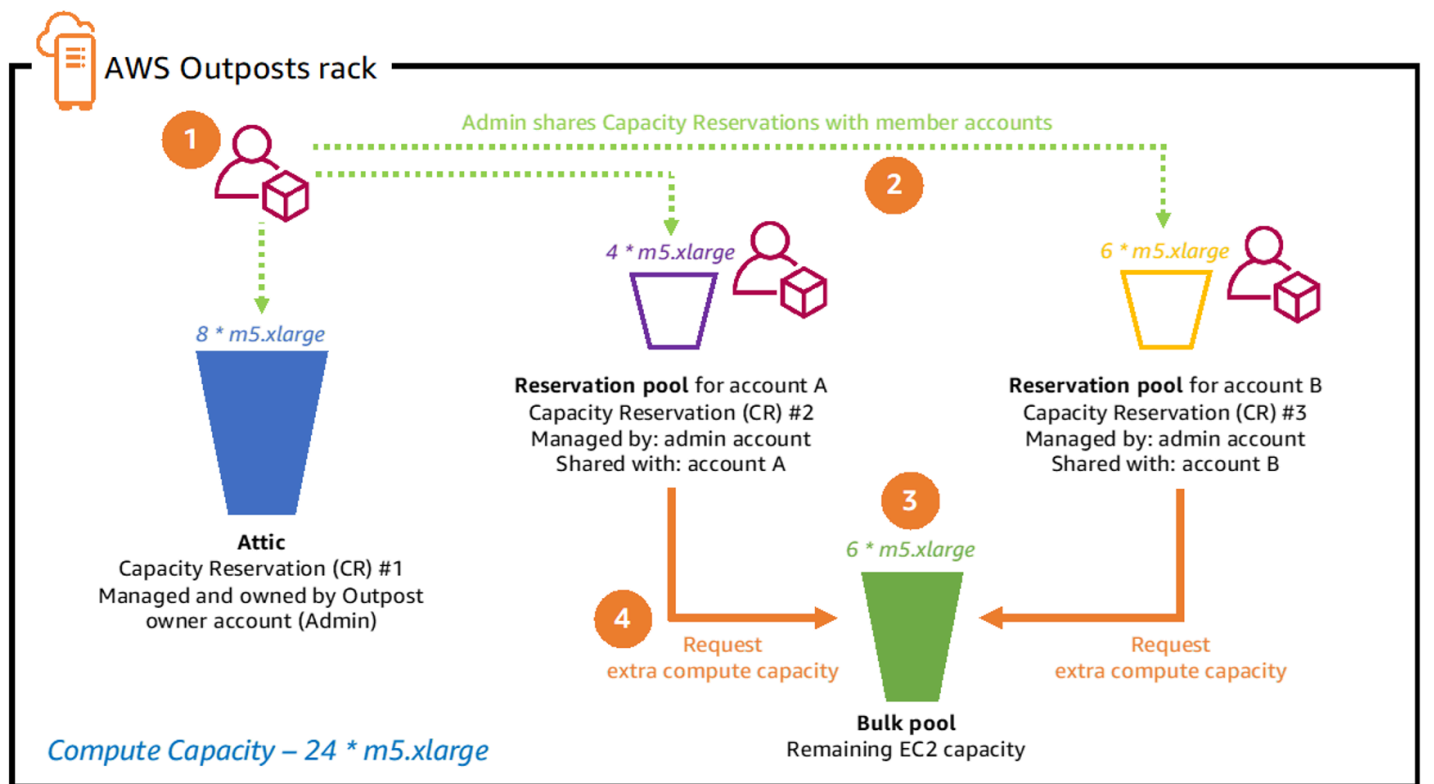 AWS Outposts rack
1
Admin shares Capacity Reservations with member accounts
2
4 * m5.xlarge
6 * m5.xlarge
8 * m5.xlarge
Reservation pool for account A
Capacity Reservation (CR) #2
Managed by: admin account
Shared with: account A
Reservation pool for account B
Capacity Reservation (CR) #3
Managed by: admin account
Shared with: account B
3
6 * m5.xlarge
Attic
Capacity Reservation (CR) #1
Managed and owned by Outpost
owner account (Admin)
4
Request
extra compute capacity
Request
extra compute capacity
Bulk pool
Remaining EC2 capacity
Compute Capacity – 24 * m5.xlarge